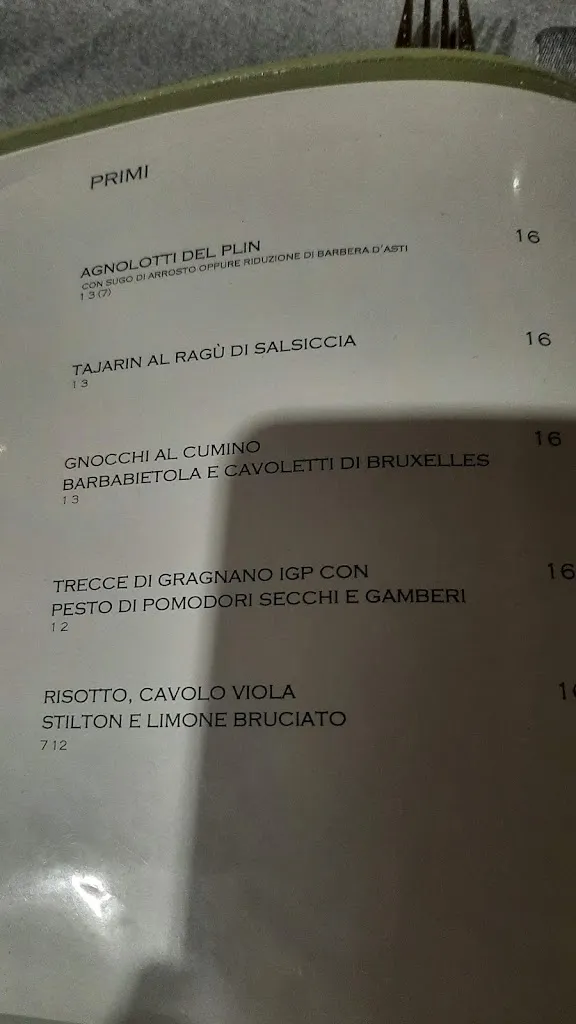 PRIMI
AGNOLOTTI DEL PLIN 16
CON SUGO DI ARROSTO OPPURE RIDUZIONE DI BARBERA D'ASTI
1 3 (7)
TAJARIN AL RAGÙ DI SALSICCIA 16
1 3
GNOCCHI AL CUMINO 16
BARBABIETOLA E CAVOLETTI DI BRUXELLES
1 3
TRECCE DI GRAGNANO IGP CON 16
PESTO DI POMODORI SECCHI E GAMBERI
1 2
RISOTTO, CAVOLO VIOLA
STILTON E LIMONE BRUCIATO
7 12